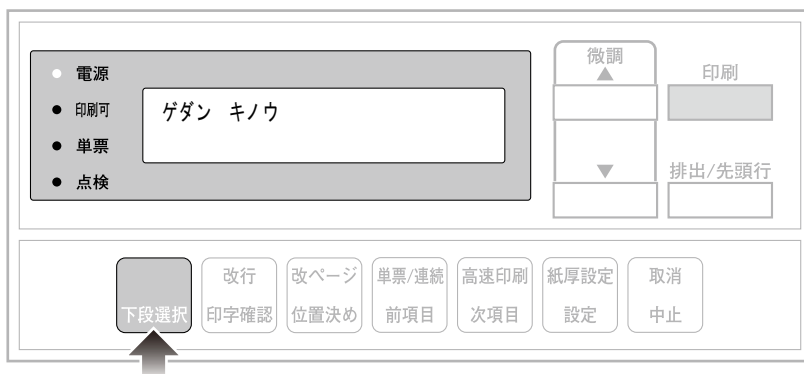 電源
印刷可
単票
点検
ゲダン キノウ
微調
▲
▼
印刷
排出/先頭行
下段選択
改行
印字確認
改ページ
位置決め
単票/連続
前項目
高速印刷
次項目
紙厚設定
設定
取消
中止